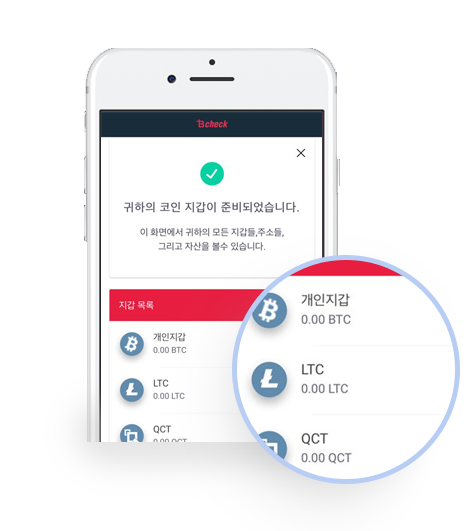 Bcheck
귀하의 코인 지갑이 준비되었습니다.
이 화면에서 귀하의 모든 지갑들,주소들,
그리고 자산을 볼수 있습니다.
지갑 목록
개인지갑
0.00 BTC
LTC
0.00 LTC
QCT
0.00 QCT
개인지갑
0.00 BTC
LTC
0.00 LTC
QCT
0.00 QCT